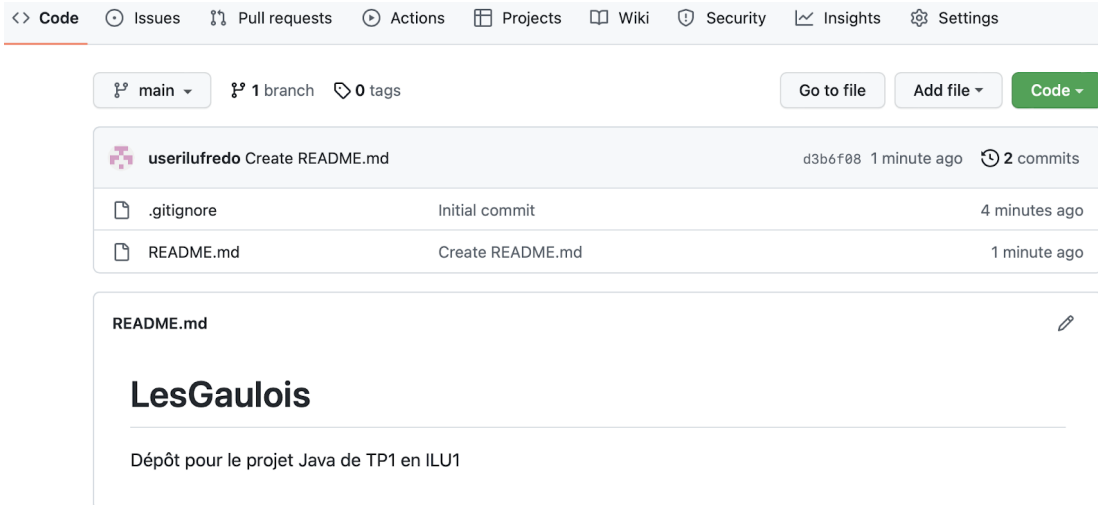 <> Code Issues Pull requests Actions Projects Wiki Security Insights Settings
main 1 branch 0 tags Go to file Add file Code
userilufredo Create README.md d3b6f08 1 minute ago 2 commits
.gitignore Initial commit 4 minutes ago
README.md Create README.md 1 minute ago
README.md
LesGaulois
Dépôt pour le projet Java de TP1 en ILU1